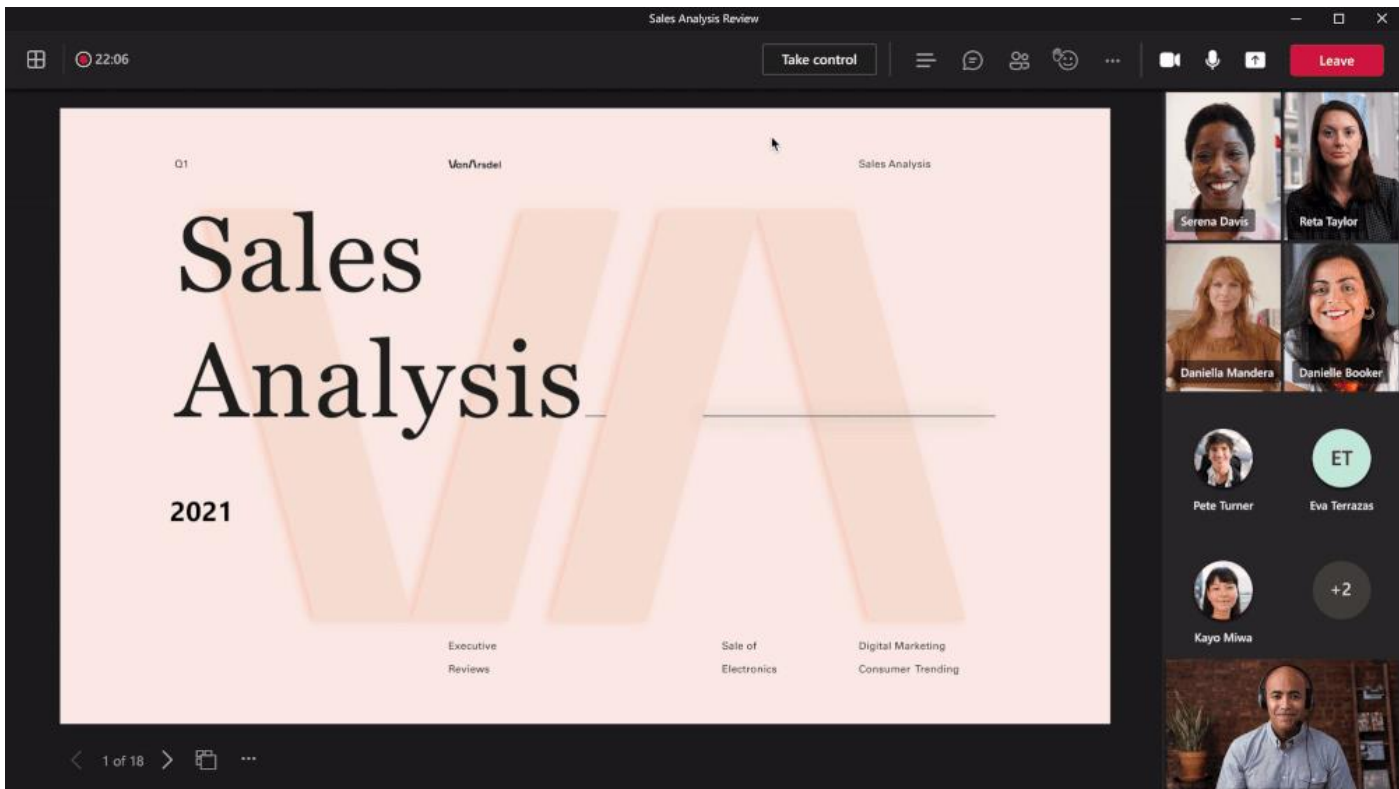 Sales Analysis Review
22:06
Take control
Leave
Q1
VanArsdel
Sales Analysis
Sales
Analysis
2021
Executive
Reviews
Sale of
Electronics
Digital Marketing
Consumer Trending
1 of 18
Serena Davis
Reta Taylor
Daniella Mandera
Danielle Booker
Pete Turner
ET
Eva Terrazas
Kayo Miwa
+2